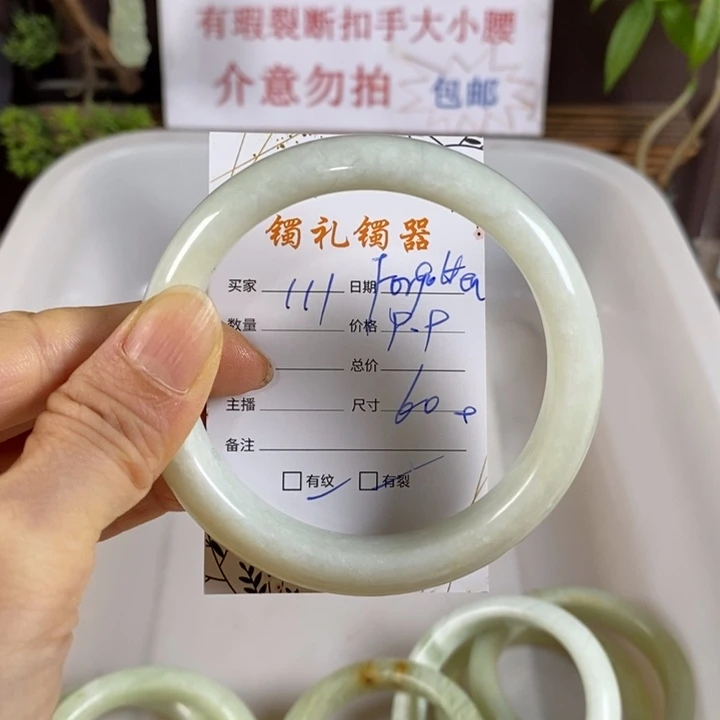 有瑕裂断扣手大小腰
介意勿拍 包邮
镯礼镯器
买家 111 日期 Forgotten
数量 价格 P-P
总价
主播 尺寸 60+
备注
有纹 有裂